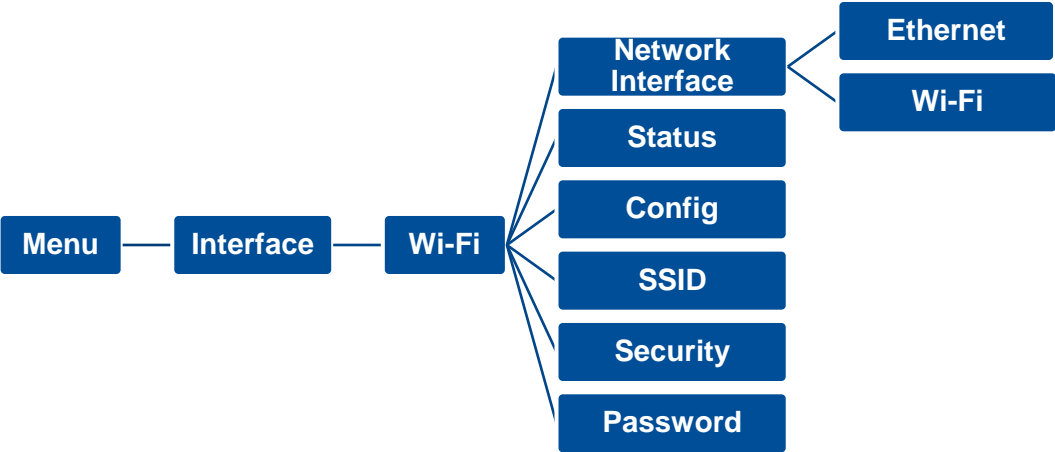 Menu
Interface
Wi-Fi
Network
Interface
Status
Config
SSID
Security
Password
Ethernet
Wi-Fi